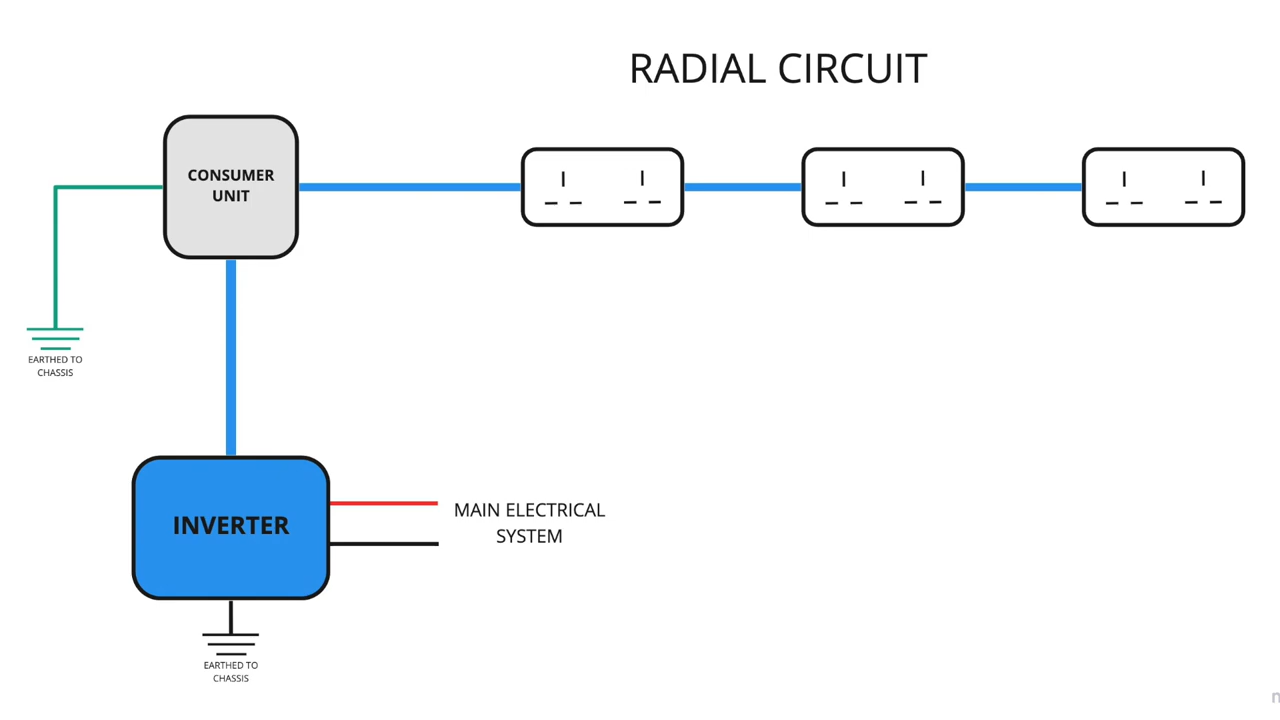 RADIAL CIRCUIT
CONSUMER
UNIT
EARTHED TO
CHASSIS
INVERTER
MAIN ELECTRICAL
SYSTEM
EARTHED TO
CHASSIS